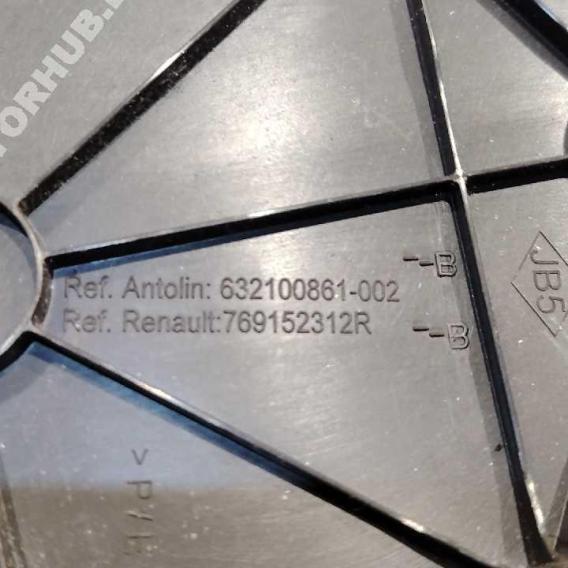 Ref. Antolin: 632100861-002
Ref. Renault:769152312R
--B
--B
JB5